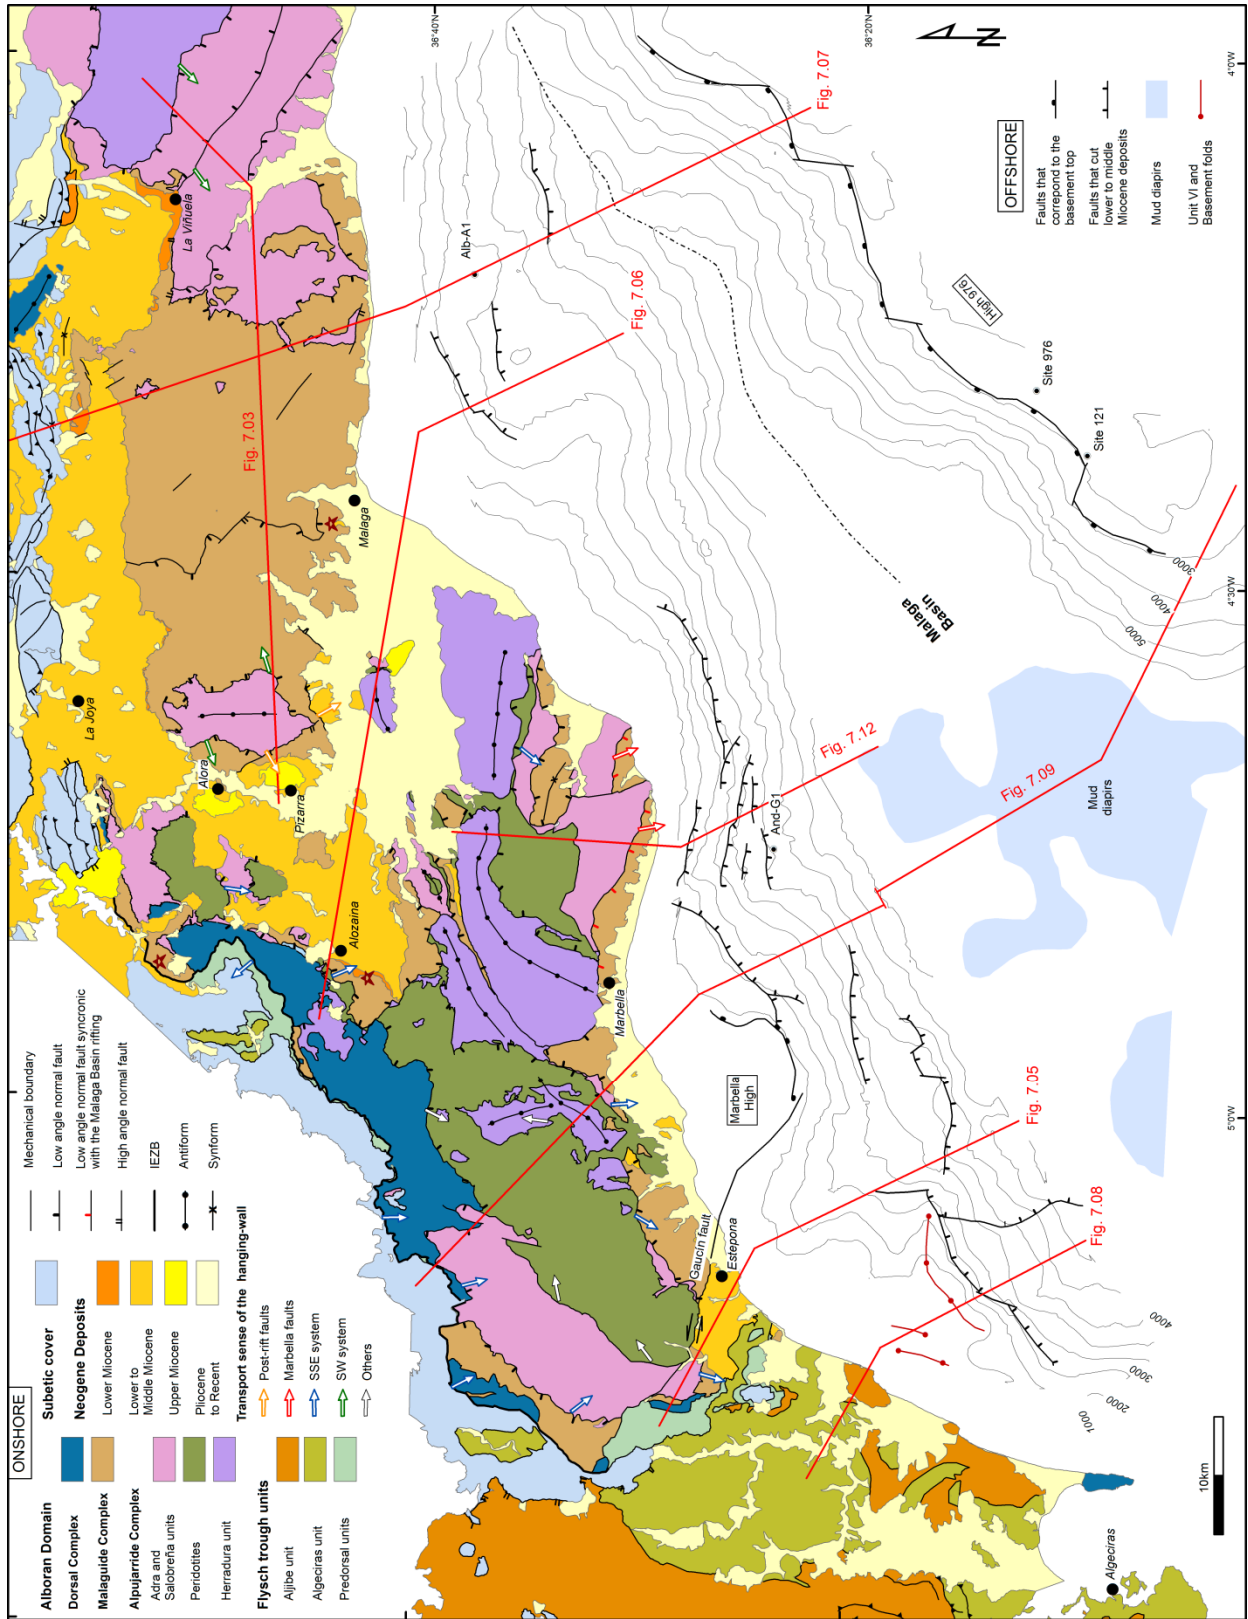 ONSHORE
Alboran Domain
Dorsal Complex
Malaguide Complex
Alpujarride Complex
Adra and
Salobreña units
Peridotites
Herradura unit
Flysch trough units
Aljibe unit
Algeciras unit
Predorsal units
Subetic cover
Neogene Deposits
Lower Miocene
Lower to
Middle Miocene
Upper Miocene
Pliocene
to Recent
Transport sense of the hanging-wall
Post-rift faults
Marbella faults
SSE system
SW system
Others
Mechanical boundary
Low angle normal fault
Low angle normal fault syncronic
with the Malaga Basin rifting
High angle normal fault
IEZB
Antiform
Synform
La Joya
Alora
Pizarra
Alozaina
Malaga
La Viñuela
Marbella
Estepona
Gaucin fault
Algeciras
Marbella
High
Malaga
Basin
Mud
diapirs
And-G1
Alb-A1
High 976
Site 976
Site 121
Fig. 7.03
Fig. 7.07
Fig. 7.06
Fig. 7.12
Fig. 7.09
Fig. 7.05
Fig. 7.08
1000
2000
3000
4000
3000
4000
5000
10km
36°40'N
36°20'N
5°0'W
4°30'W
4°0'W
N
OFFSHORE
Faults that
correpond to the
basement top
Faults that cut
lower to middle
Miocene deposits
Mud diapirs
Unit VI and
Basement folds